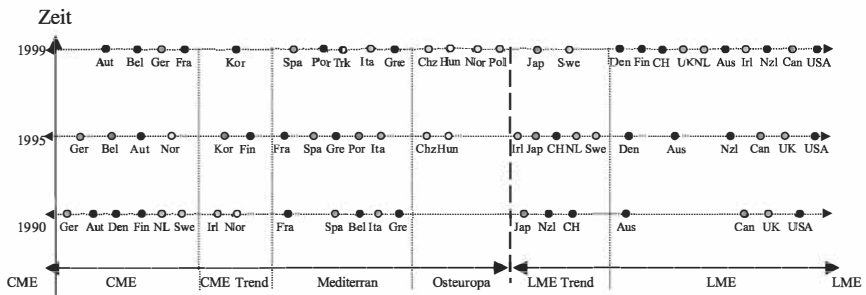 Zeit
1999
Aut Bel Ger Fra Kor Spa Por Trk Ita Gre Chz Hun Nor Pol Jap Swe Den Fin CH UK NL Aus Irl Nzl Can USA
1995
Ger Bel Aut Nor Kor Fin Fra Spa Gre Por Ita Chz Hun Irl Jap CH NL Swe Den Aus Nzl Can UK USA
1990
Ger Aut Den Fin NL Swe Irl Nor Fra Spa Bel Ita Gre Jap Nzl CH Aus Can UK USA
CME CME CME Trend Mediterran Osteuropa LME Trend LME LME